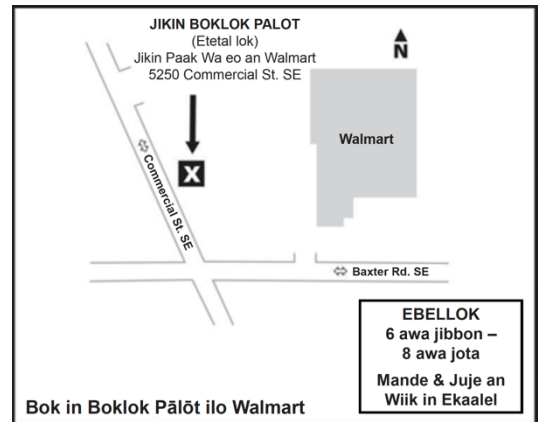 JIKIN BOKLOK PALOT
(Etetal lok)
Jikin Paak Wa eo an Walmart
5250 Commercial St. SE
N
Walmart
X
Commercial St. SE
Baxter Rd. SE
EBELLOK
6 awa jibbon –
8 awa jota
Mande & Juje an
Wiik in Ekaalel
Bok in Boklok Pālōt ilo Walmart